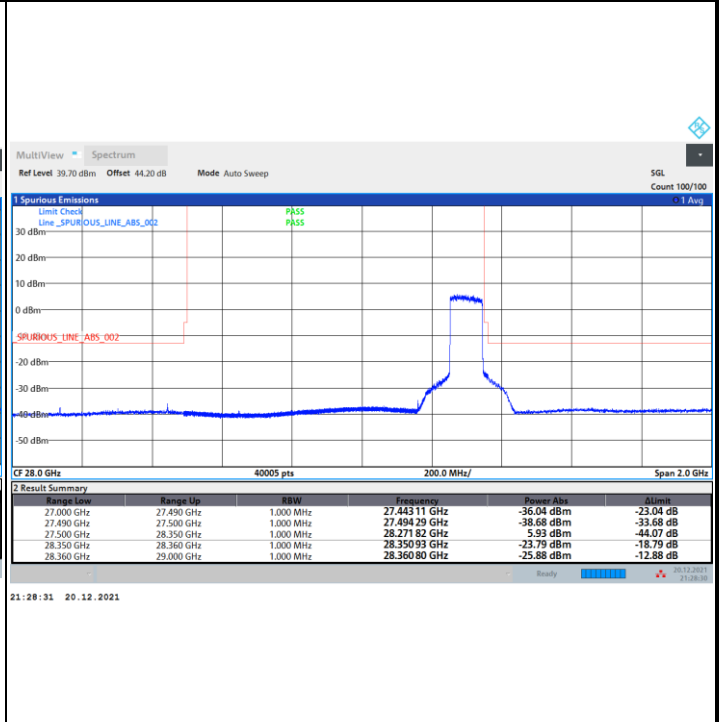 MultiView Spectrum
Ref Level 39.70 dBm Offset 44.20 dB Mode Auto Sweep SGL
Count 100/100
1 Spurious Emissions 1 Avg
Limit Check PASS
Line _SPURIOUS_LINE_ABS_002 PASS
30 dBm
20 dBm
10 dBm
0 dBm
_SPURIOUS_LINE_ABS_002
-20 dBm
-30 dBm
-40 dBm
-50 dBm
CF 28.0 GHz 40005 pts 200.0 MHz/ Span 2.0 GHz
2 Result Summary
Range Low Range Up RBW Frequency Power Abs ΔLimit
27.000 GHz 27.490 GHz 1.000 MHz 27.443 11 GHz -36.04 dBm -23.04 dB
27.490 GHz 27.500 GHz 1.000 MHz 27.494 29 GHz -38.68 dBm -33.68 dB
27.500 GHz 28.350 GHz 1.000 MHz 28.271 82 GHz 5.93 dBm -44.07 dB
28.350 GHz 28.360 GHz 1.000 MHz 28.350 93 GHz -23.79 dBm -18.79 dB
28.360 GHz 29.000 GHz 1.000 MHz 28.360 80 GHz -25.88 dBm -12.88 dB
Ready 20.12.2021
21:28:30
21:28:31 20.12.2021